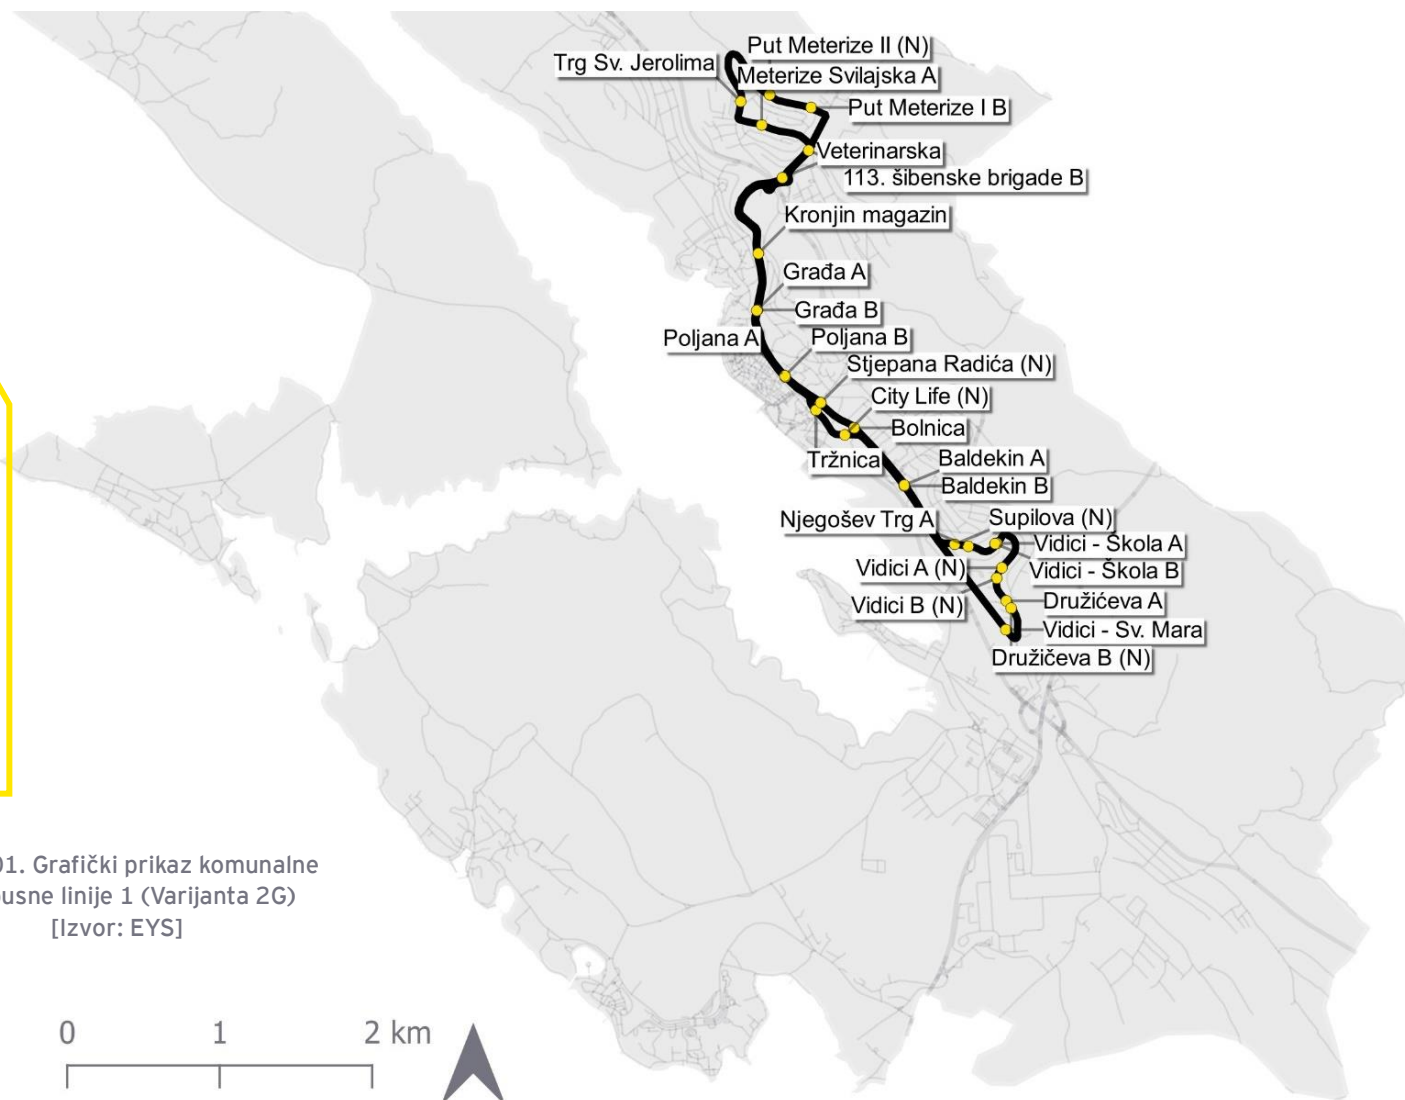 Put Meterize II (N)
Trg Sv. Jerolima
Meterize Svilajska A
Put Meterize I B
Veterinarska
113. šibenske brigade B
Kronjin magazin
Građa A
Građa B
Poljana A
Poljana B
Stjepana Radića (N)
City Life (N)
Bolnica
Tržnica
Baldekin A
Baldekin B
Njegošev Trg A
Supilova (N)
Vidici - Škola A
Vidici A (N)
Vidici - Škola B
Vidici B (N)
Družićeva A
Vidici - Sv. Mara
Družičeva B (N)
01. Grafički prikaz komunalne
busne linije 1 (Varijanta 2G)
[Izvor: EYS]
0 1 2 km